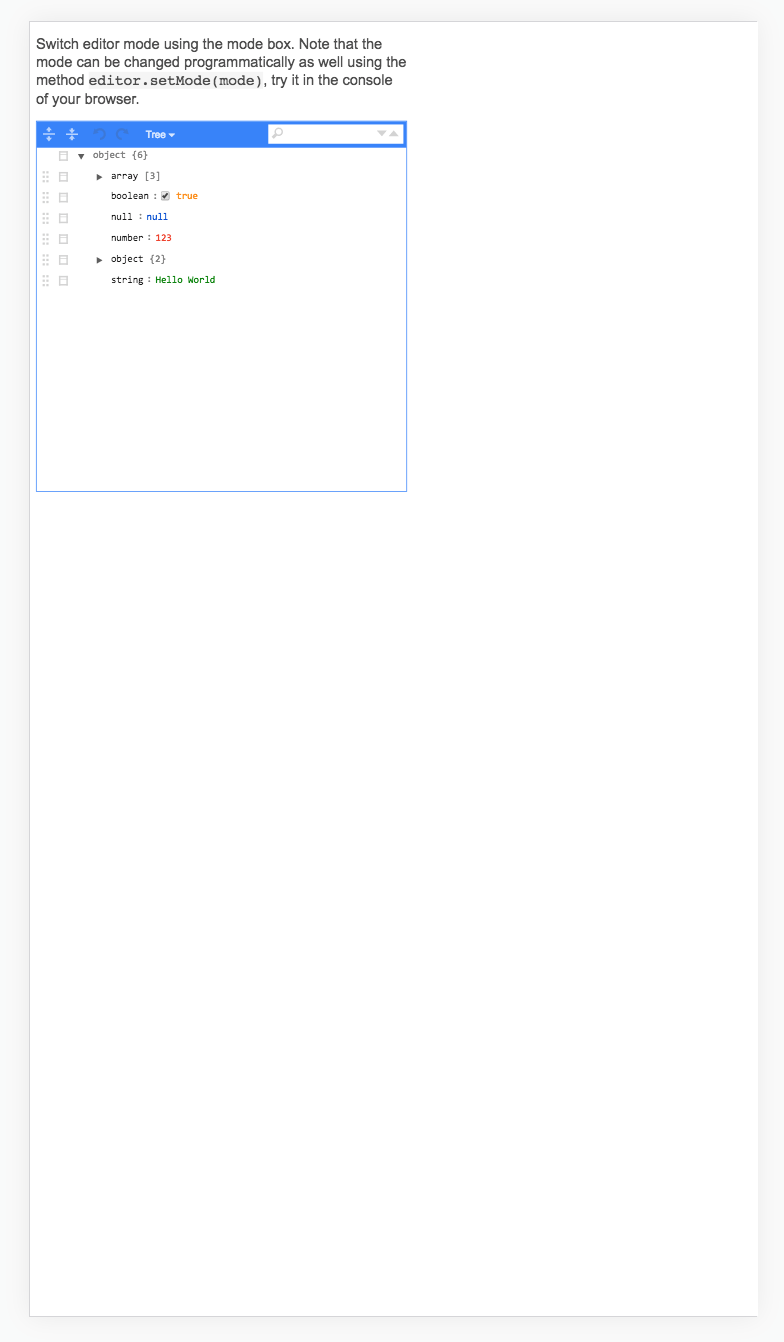 Switch editor mode using the mode box. Note that the
mode can be changed programmatically as well using the
method editor.setMode(mode), try it in the console
of your browser.
Tree
object {6}
array [3]
boolean : true
null : null
number : 123
object {2}
string : Hello World